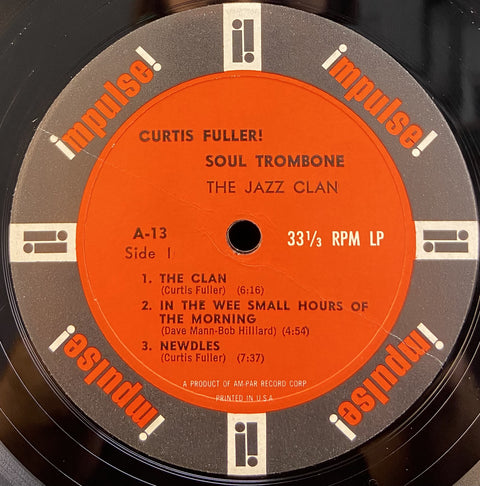 impulse!
impulse!
CURTIS FULLER!
SOUL TROMBONE
THE JAZZ CLAN
A-13
Side 1
33 1/3 RPM LP
1. THE CLAN
(Curtis Fuller) (6:16)
2. IN THE WEE SMALL HOURS OF
THE MORNING
(Dave Mann-Bob Hilliard) (4:54)
3. NEWDLES
(Curtis Fuller) (7:37)
A PRODUCT OF AM-PAR RECORD CORP
PRINTED IN U.S.A.
impulse!
impulse!